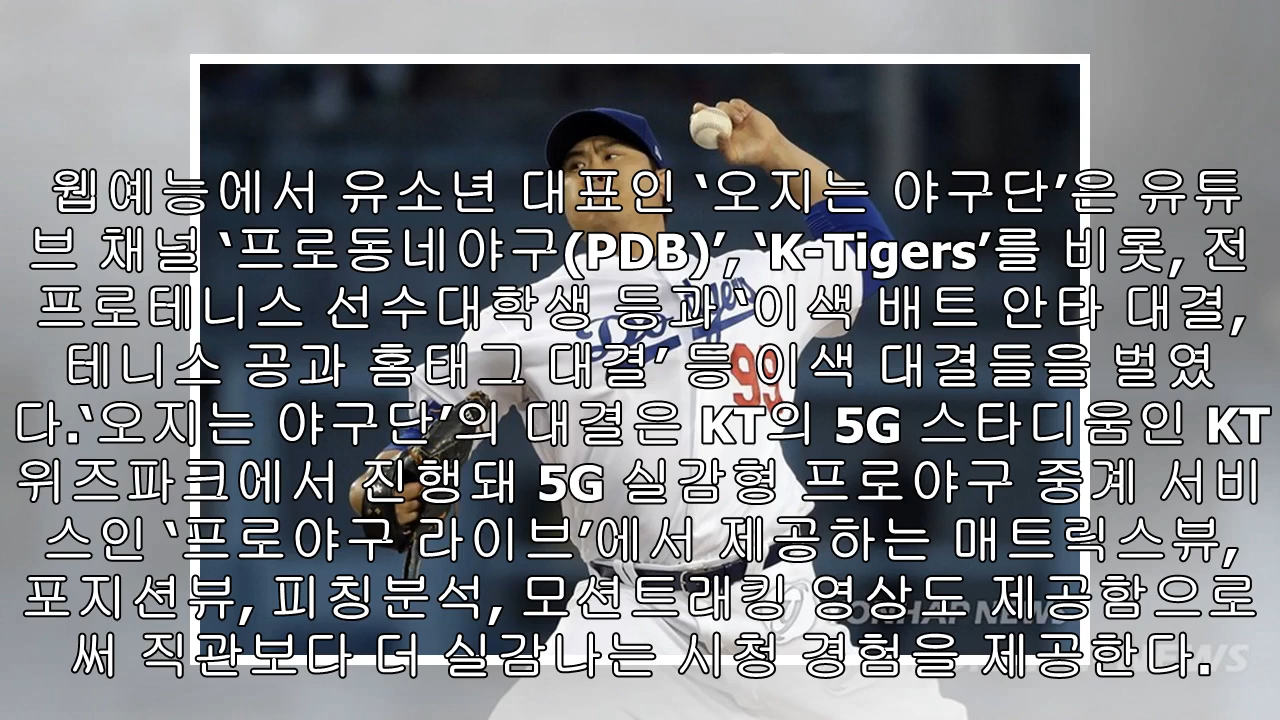 웹예능에서 유소년 대표인 ‘오지는 야구단’은 유튜
브 채널 ‘프로동네야구(PDB)’, ‘K-Tigers’를 비롯, 전
프로테니스 선수대학생 등과 ‘이색 배트 안타 대결,
테니스 공과 홈태그 대결’ 등 이색 대결들을 벌였
다.‘오지는 야구단’의 대결은 KT의 5G 스타디움인 KT
위즈파크에서 진행돼 5G 실감형 프로야구 중계 서비
스인 ‘프로야구 라이브’에서 제공하는 매트릭스뷰,
포지션뷰, 피칭분석, 모션트래킹 영상도 제공함으로
써 직관보다 더 실감나는 시청 경험을 제공한다.
Dodgers
99
YONHAP NEWS
NEWS